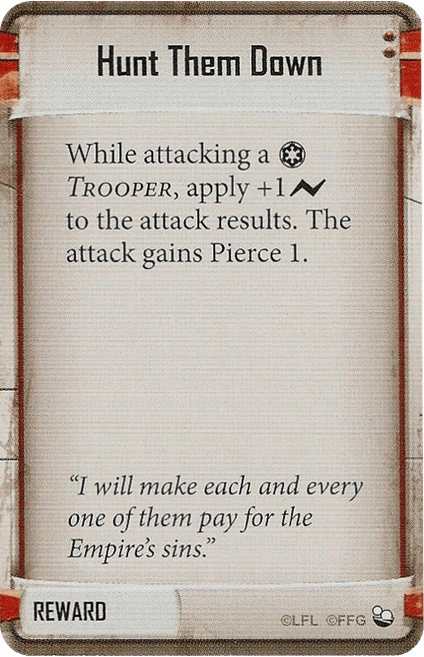 Hunt Them Down
While attacking a
TROOPER, apply +1
to the attack results. The
attack gains Pierce 1.
“I will make each and every
one of them pay for the
Empire’s sins.”
REWARD
©LFL ©FFG